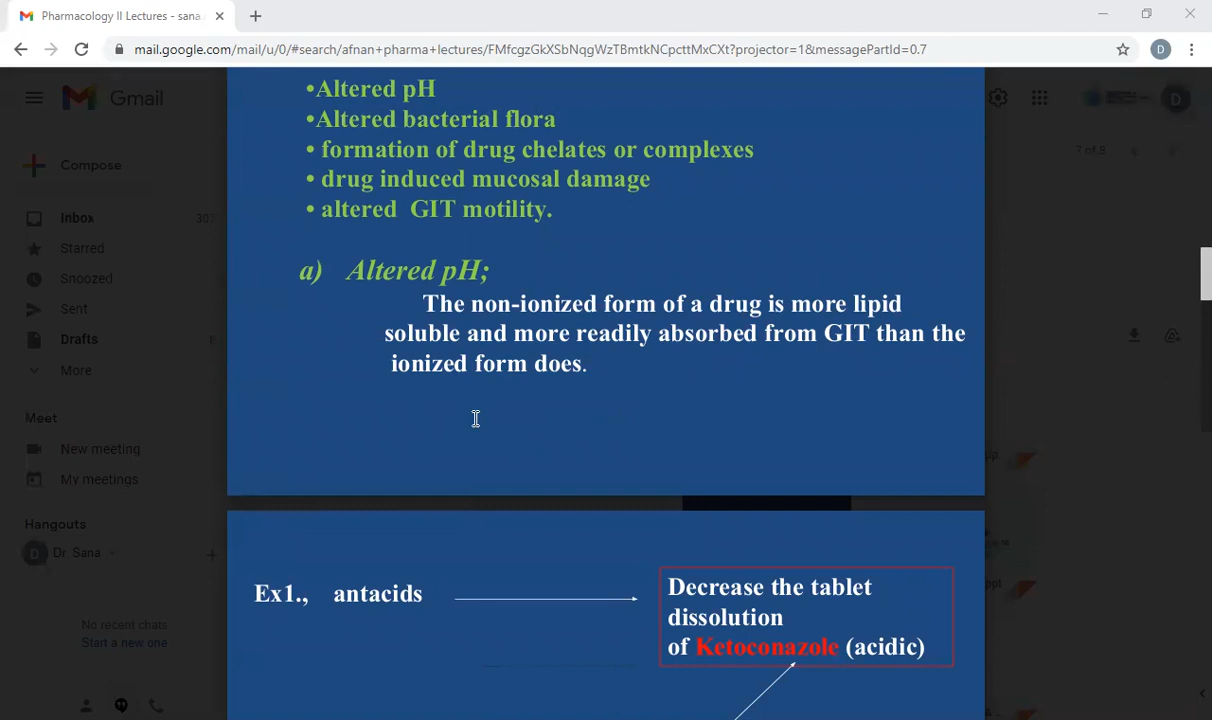 Pharmacology II Lectures - sana
mail.google.com/mail/u/0/#search/afnan+pharma+lectures/FMfcgzGkXSbNqgWzTBmtkNCpcttMxCXt?projector=1&messagePartId=0.7
D
Gmail
D
Compose
7 of 8
Inbox
Starred
Snoozed
Sent
Drafts
More
Meet
New meeting
My meetings
Hangouts
D Dr Sana
No recent chats
Start a new one
•Altered pH
•Altered bacterial flora
• formation of drug chelates or complexes
• drug induced mucosal damage
• altered GIT motility.
a) Altered pH;
The non-ionized form of a drug is more lipid
soluble and more readily absorbed from GIT than the
ionized form does.
Ex1., antacids
Decrease the tablet
dissolution
of Ketoconazole (acidic)